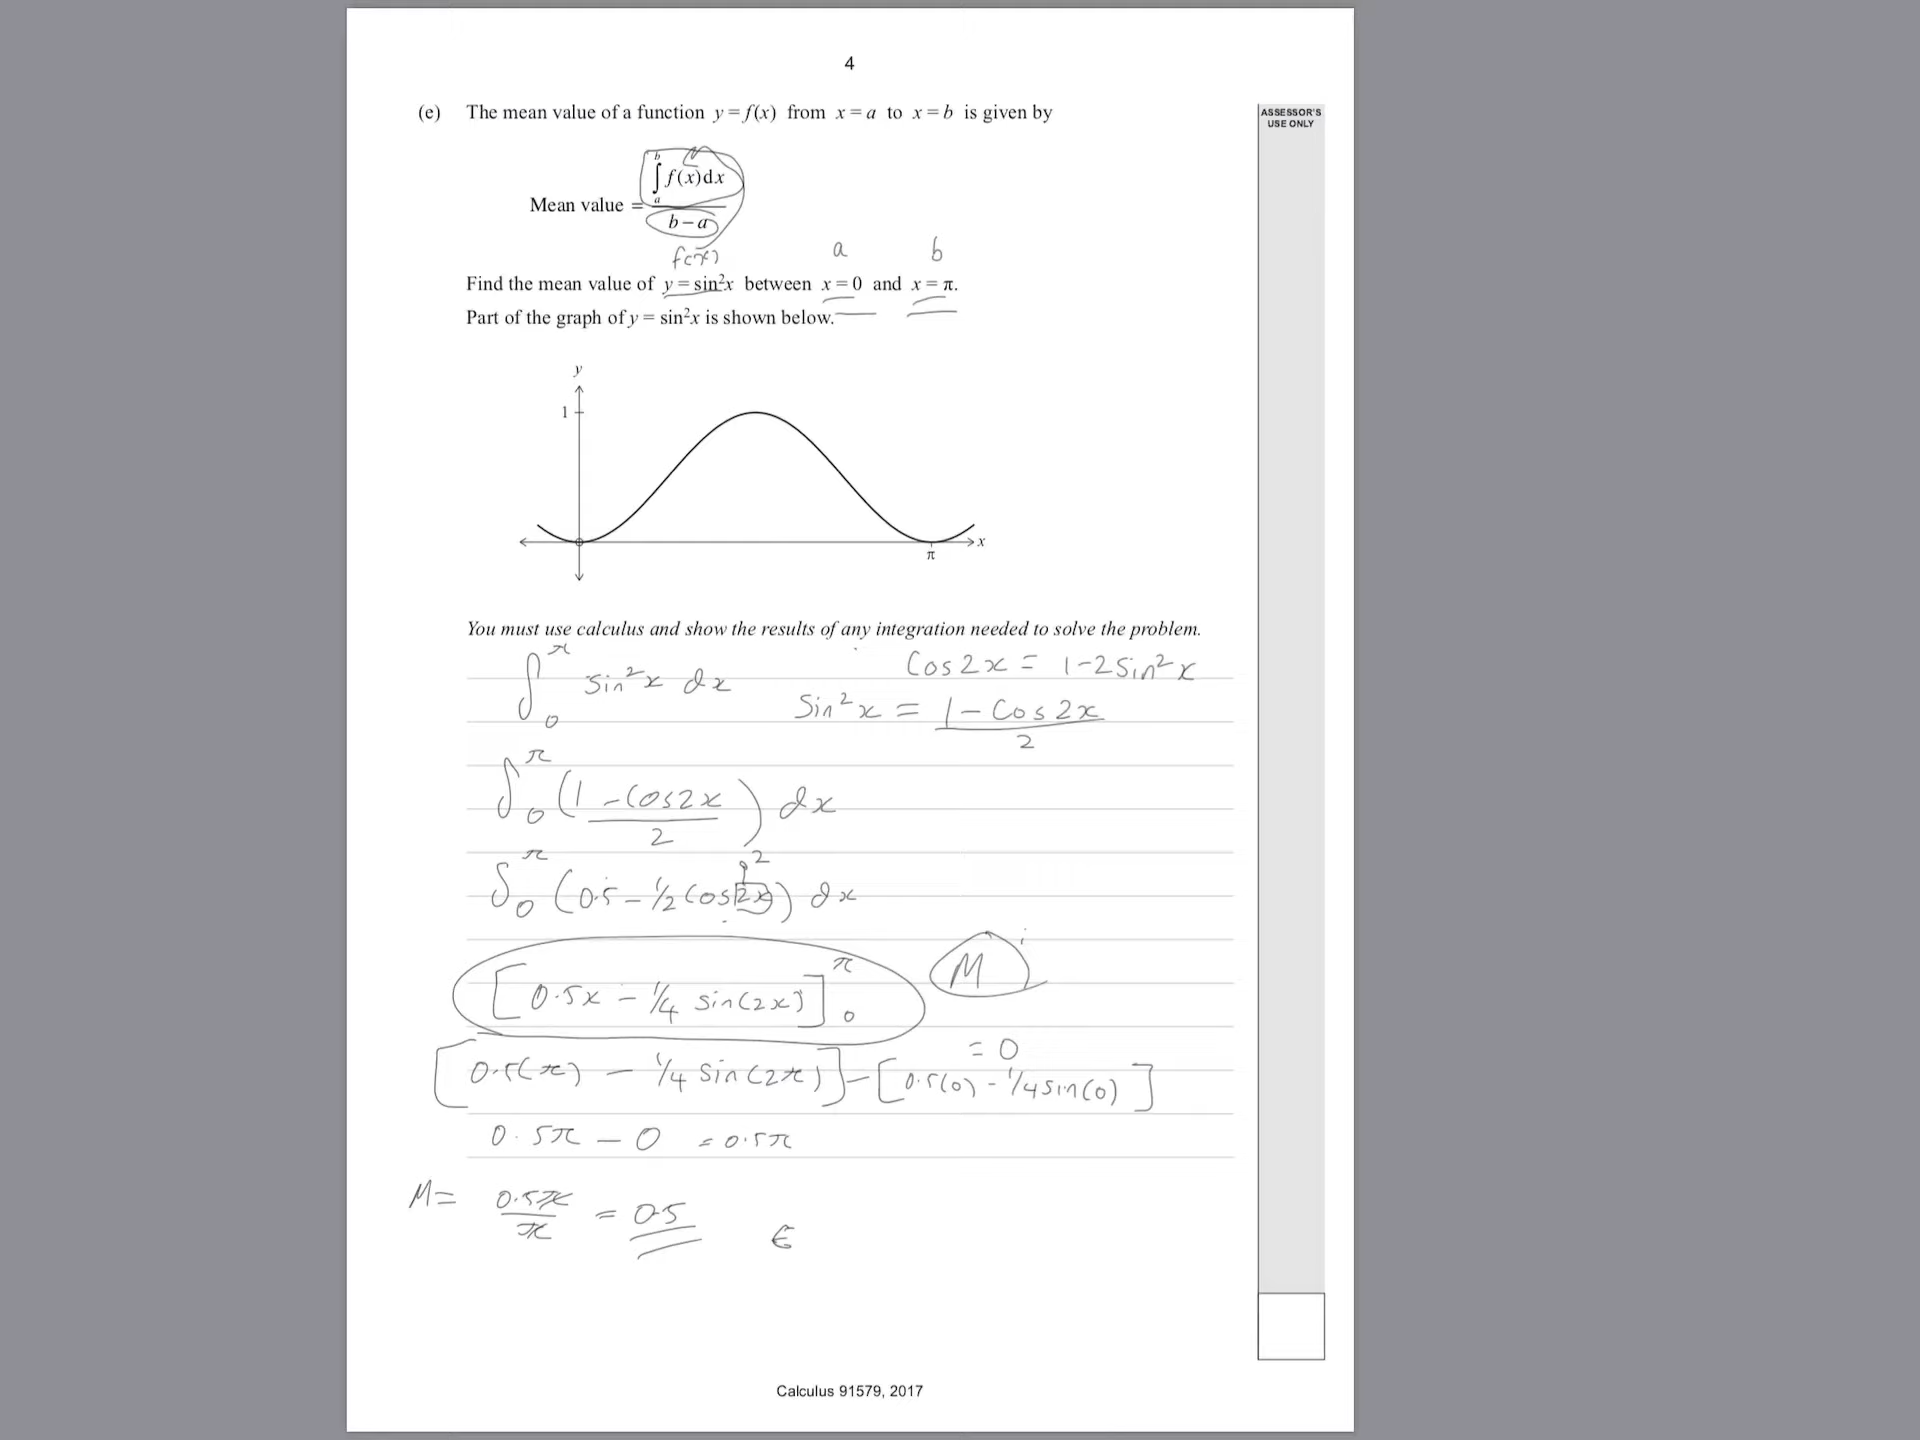 4
(e) The mean value of a function y = f(x) from x = a to x = b is given by
ASSESSOR'S
USE ONLY
Mean value = ∫ₐᵇ f(x)dx / b – a
f(x) a b
Find the mean value of y = sin²x between x = 0 and x = π.
Part of the graph of y = sin²x is shown below.
y
1
x
π
You must use calculus and show the results of any integration needed to solve the problem.
∫₀^π sin²x dx
Cos2x = 1-2Sin²x
Sin²x = 1 - Cos2x / 2
∫₀^π (1 - Cos2x / 2) dx
2
∫₀^π (0.5 - 1/2 Cos(2x)) dx
[0.5x - 1/4 sin(2x)]₀^π M
= 0
[0.5(π) - 1/4 sin(2π)] - [0.5(0) - 1/4 sin(0)]
0.5π - 0 = 0.5π
M = 0.5π / π = 0.5 E
Calculus 91579, 2017